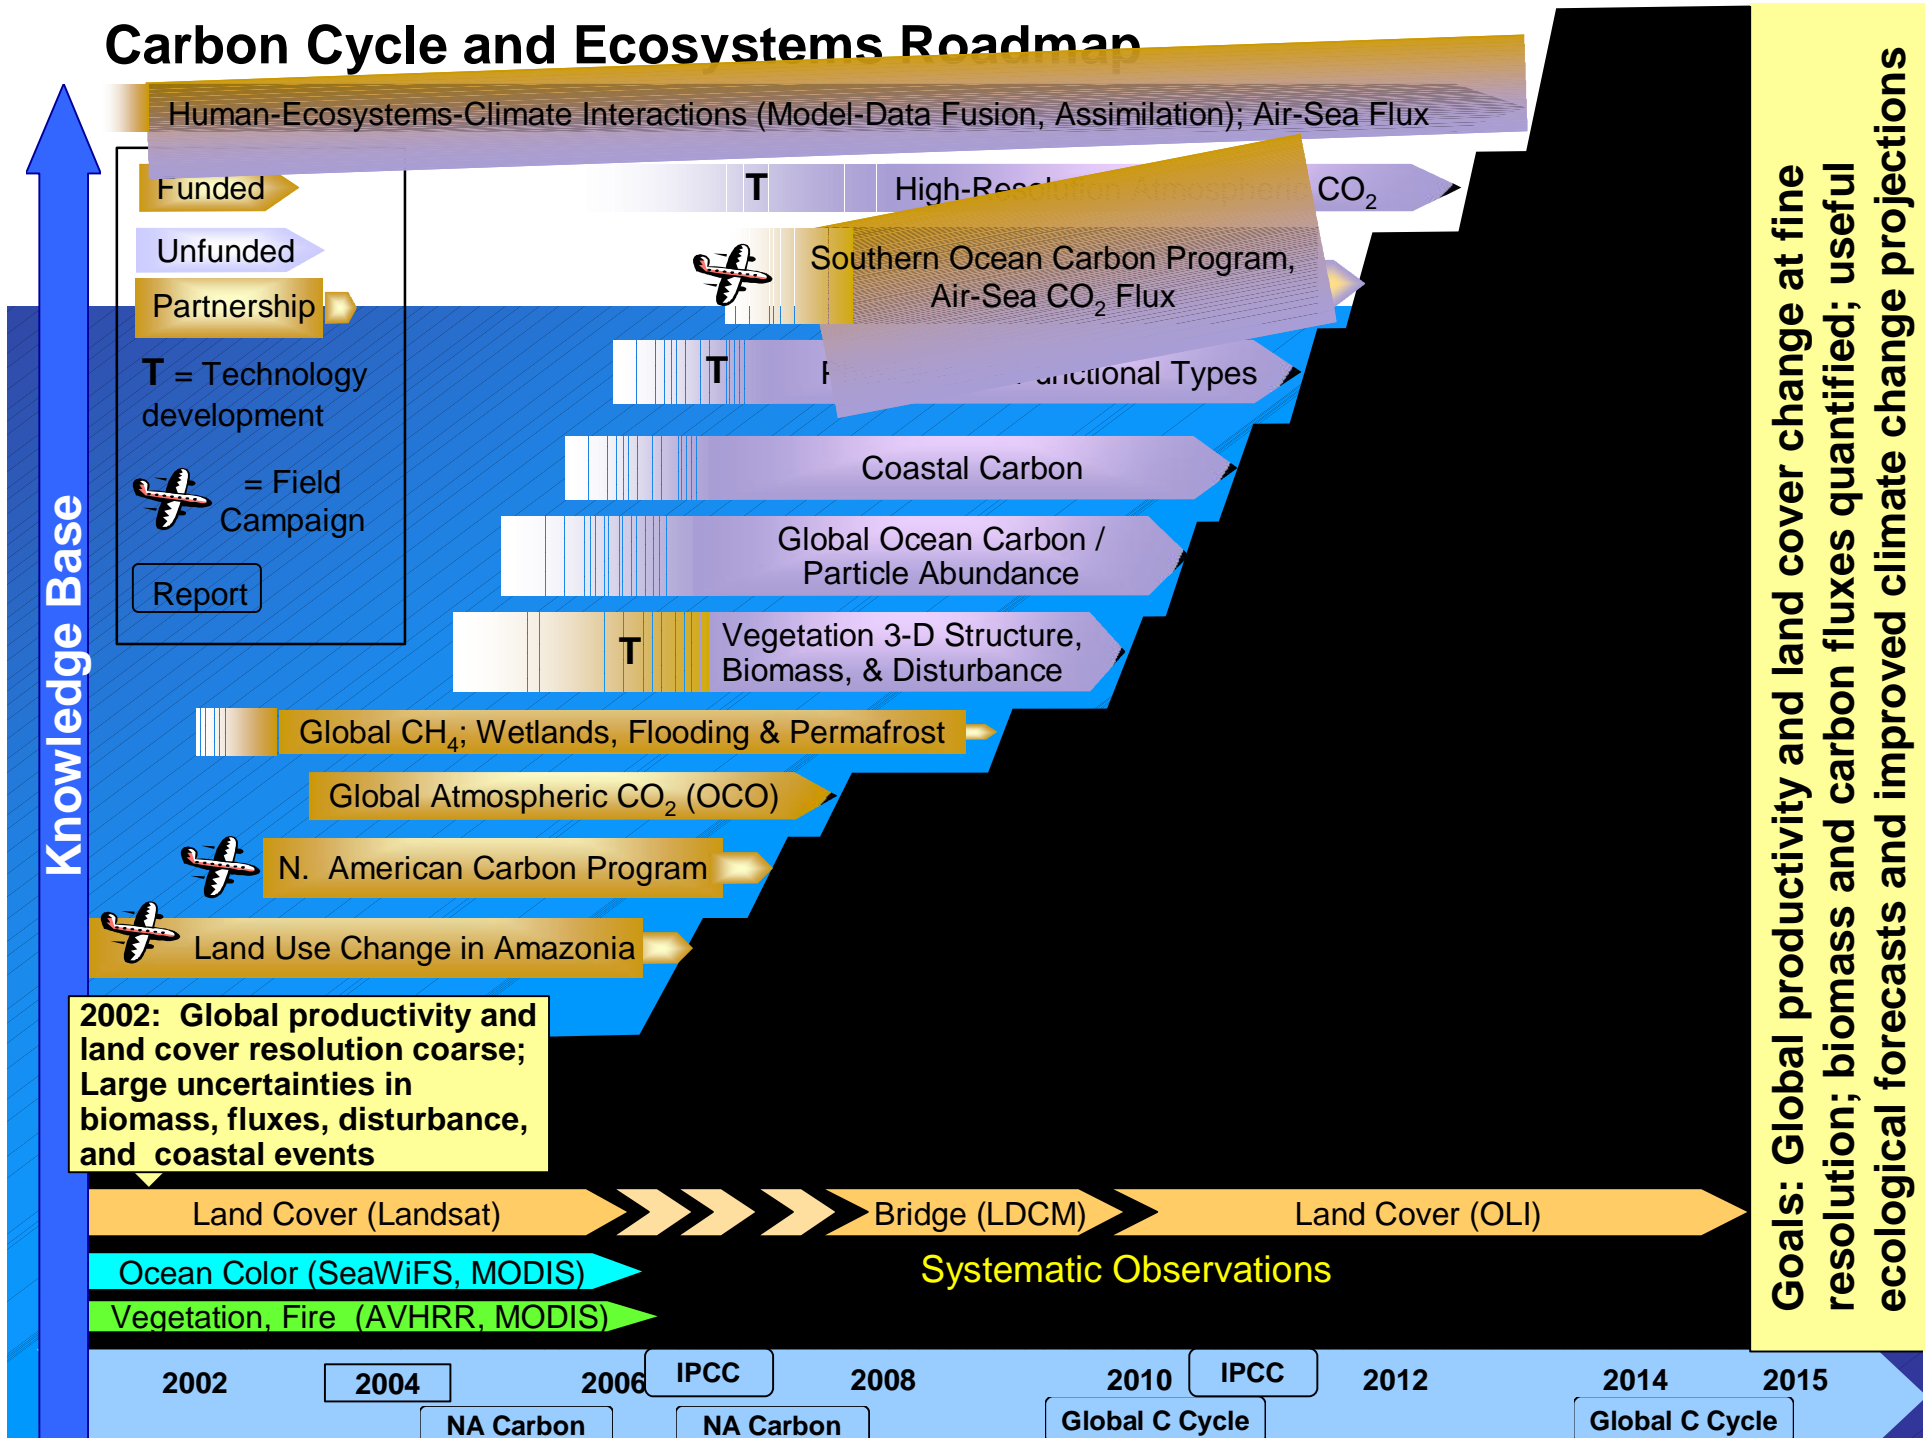 Carbon Cycle and Ecosystems Roadmap
Human-Ecosystems-Climate Interactions (Model-Data Fusion, Assimilation); Air-Sea Flux
Funded
Unfunded
Partnership
T = Technology
development
= Field
Campaign
Report
Knowledge Base
T
High-Resolution Atmospheric CO2
Southern Ocean Carbon Program,
Air-Sea CO2 Flux
T
Functional Types
Coastal Carbon
Global Ocean Carbon /
Particle Abundance
T
Vegetation 3-D Structure,
Biomass, & Disturbance
Global CH4; Wetlands, Flooding & Permafrost
Global Atmospheric CO2 (OCO)
N. American Carbon Program
Land Use Change in Amazonia
2002: Global productivity and
land cover resolution coarse;
Large uncertainties in
biomass, fluxes, disturbance,
and coastal events
Land Cover (Landsat)
Bridge (LDCM)
Land Cover (OLI)
Ocean Color (SeaWiFS, MODIS)
Systematic Observations
Vegetation, Fire (AVHRR, MODIS)
2002
2004
2006
IPCC
2008
2010
IPCC
2012
2014
2015
NA Carbon
NA Carbon
Global C Cycle
Global C Cycle
Goals: Global productivity and land cover change at fine
resolution; biomass and carbon fluxes quantified; useful
ecological forecasts and improved climate change projections